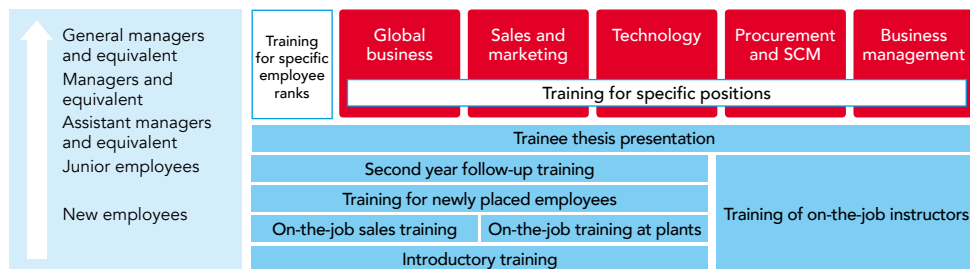 General managers
and equivalent
Managers and
equivalent
Assistant managers
and equivalent
Junior employees
New employees
Training
for specific
employee
ranks
Global
business
Sales and
marketing
Technology
Procurement
and SCM
Business
management
Training for specific positions
Trainee thesis presentation
Second year follow-up training
Training for newly placed employees
On-the-job sales training
On-the-job training at plants
Introductory training
Training of on-the-job instructors